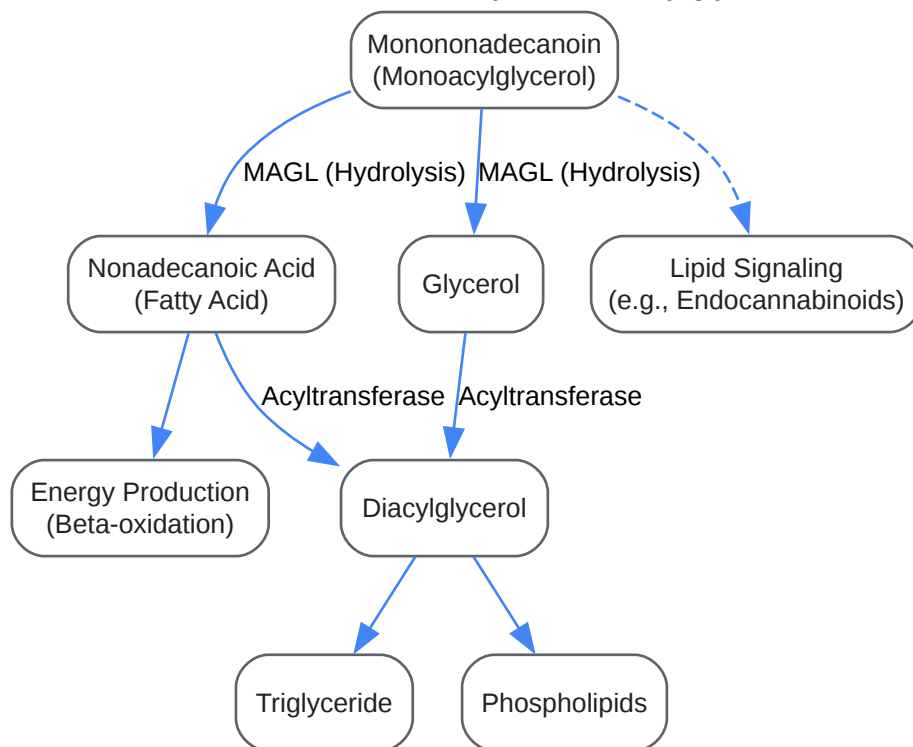 Monononadecanoin
(Monoacylglycerol)
MAGL (Hydrolysis)
MAGL (Hydrolysis)
Nonadecanoic Acid
(Fatty Acid)
Glycerol
Lipid Signaling
(e.g., Endocannabinoids)
Acyltransferase
Acyltransferase
Energy Production
(Beta-oxidation)
Diacylglycerol
Triglyceride
Phospholipids